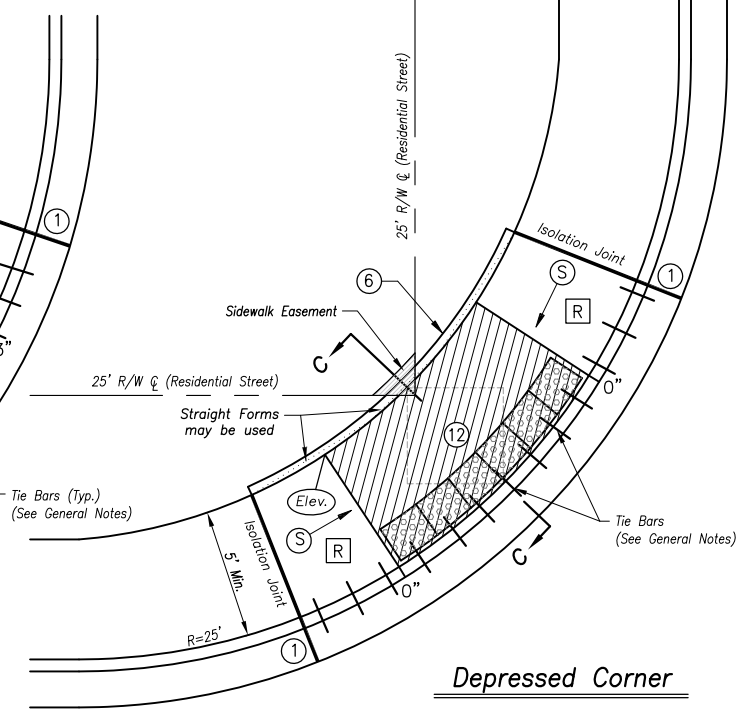 25' R/W ℄ (Residential Street)
1
Isolation Joint
S
1
6
R
Sidewalk Easement
C
3"
25' R/W ℄ (Residential Street)
0"
Straight Forms
may be used
12
Tie Bars (Typ.)
(See General Notes)
Elev.
S
R
Tie Bars
(See General Notes)
Isolation Joint
5' Min.
C
0"
R=25'
1
Depressed Corner